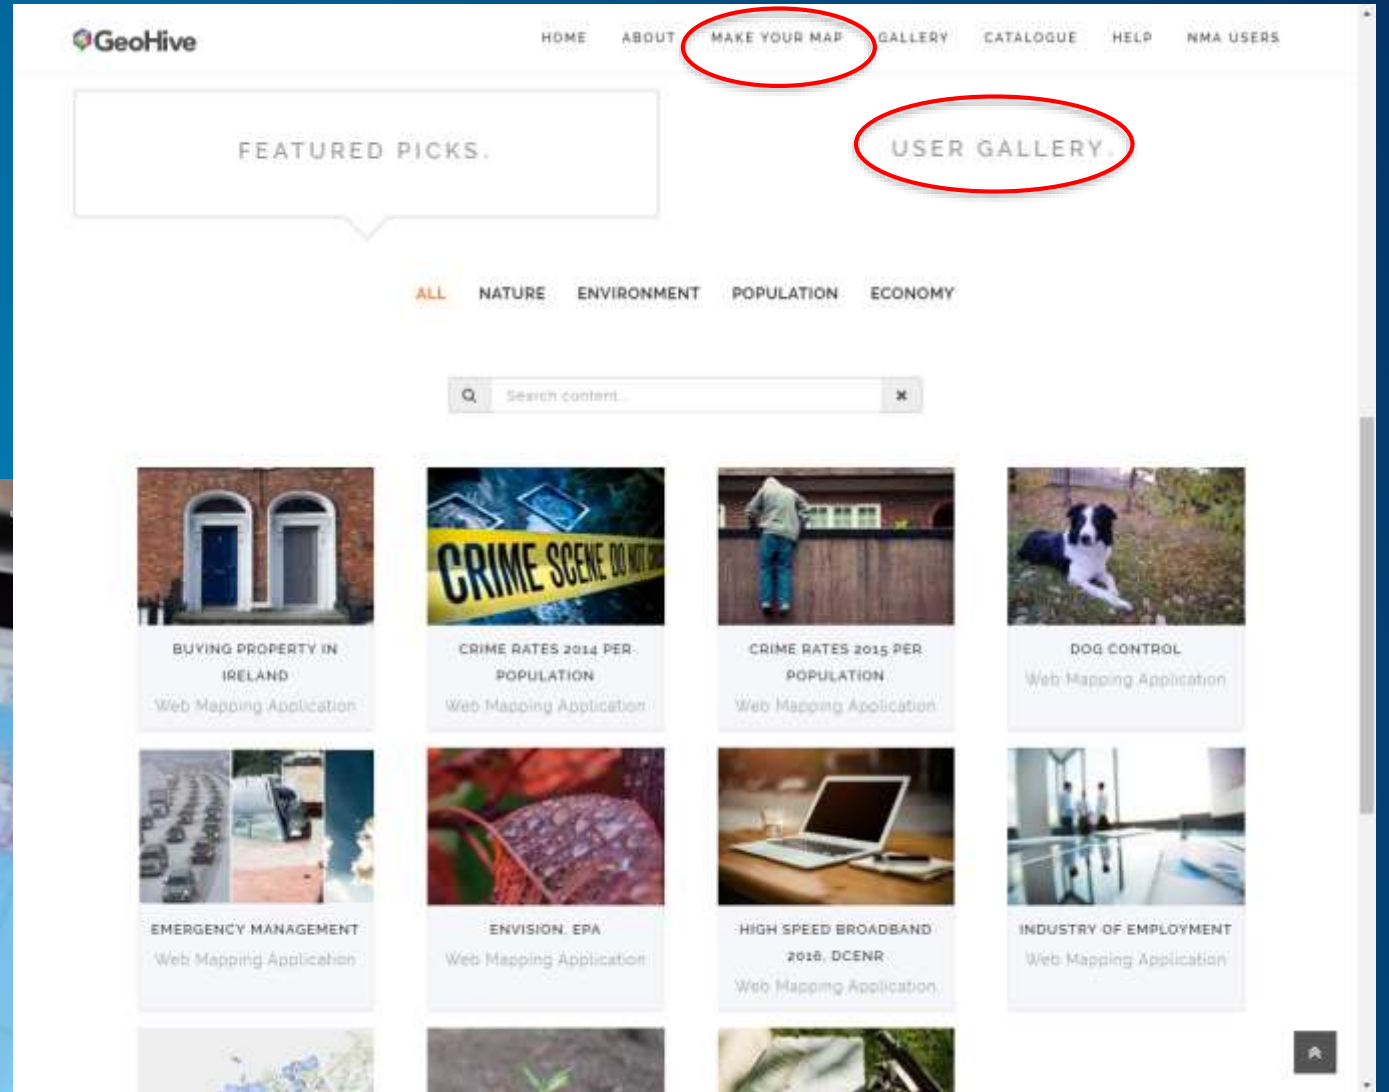 GeoHive
HOME ABOUT MAKE YOUR MAP GALLERY CATALOGUE HELP NMA USERS
FEATURED PICKS.
USER GALLERY.
ALL NATURE ENVIRONMENT POPULATION ECONOMY
Search content...
CRIME SCENE DO NOT
BUYING PROPERTY IN
IRELAND
Web Mapping Application
CRIME RATES 2014 PER
POPULATION
Web Mapping Application
CRIME RATES 2015 PER
POPULATION
Web Mapping Application
DOG CONTROL
Web Mapping Application
EMERGENCY MANAGEMENT
Web Mapping Application
ENVISION, EPA
Web Mapping Application
HIGH SPEED BROADBAND
2016, DCENR
Web Mapping Application
INDUSTRY OF EMPLOYMENT
Web Mapping Application